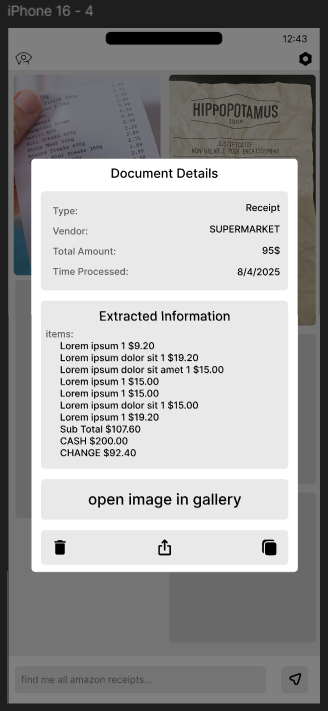 iPhone 16 - 4
12:43
HIPPOPOTAMUS
JUSTIFICATIF
Document Details
Type: Receipt
Vendor: SUPERMARKET
Total Amount: 95$
Time Processed: 8/4/2025
Extracted Information
items:
Lorem ipsum 1 $9.20
Lorem ipsum dolor sit 1 $19.20
Lorem ipsum dolor sit amet 1 $15.00
Lorem ipsum 1 $15.00
Lorem ipsum 1 $15.00
Lorem ipsum dolor sit 1 $15.00
Lorem ipsum 1 $19.20
Sub Total $107.60
CASH $200.00
CHANGE $92.40
open image in gallery
find me all amazon receipts...